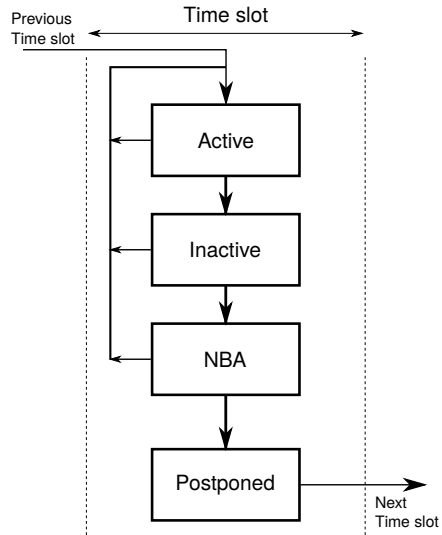 Time slot
Previous
Time slot
Active
Inactive
NBA
Postponed
Next
Time slot